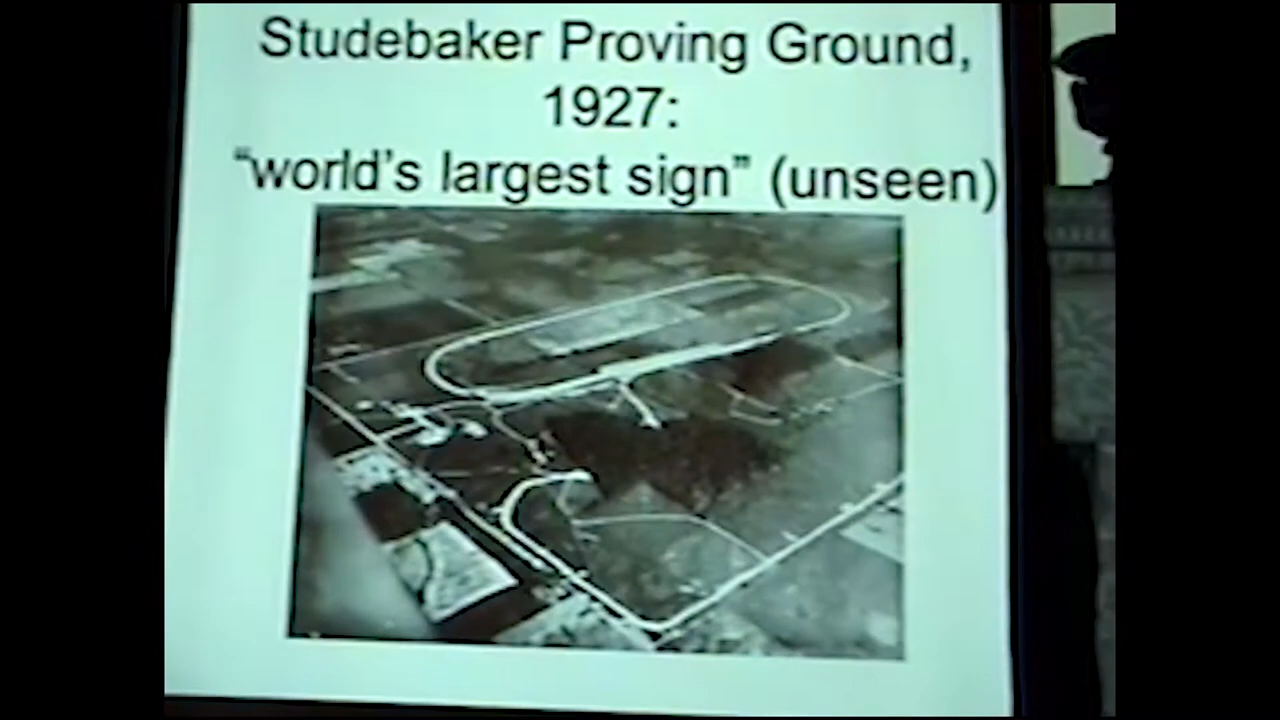 Studebaker Proving Ground,
1927:
“world’s largest sign” (unseen)